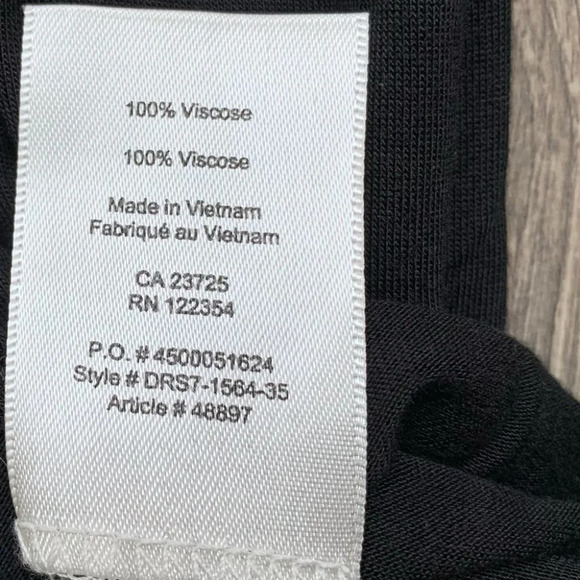 100% Viscose
100% Viscose
Made in Vietnam
Fabriqué au Vietnam
CA 23725
RN 122354
P.O. # 4500051624
Style # DRS7-1564-35
Article # 48897